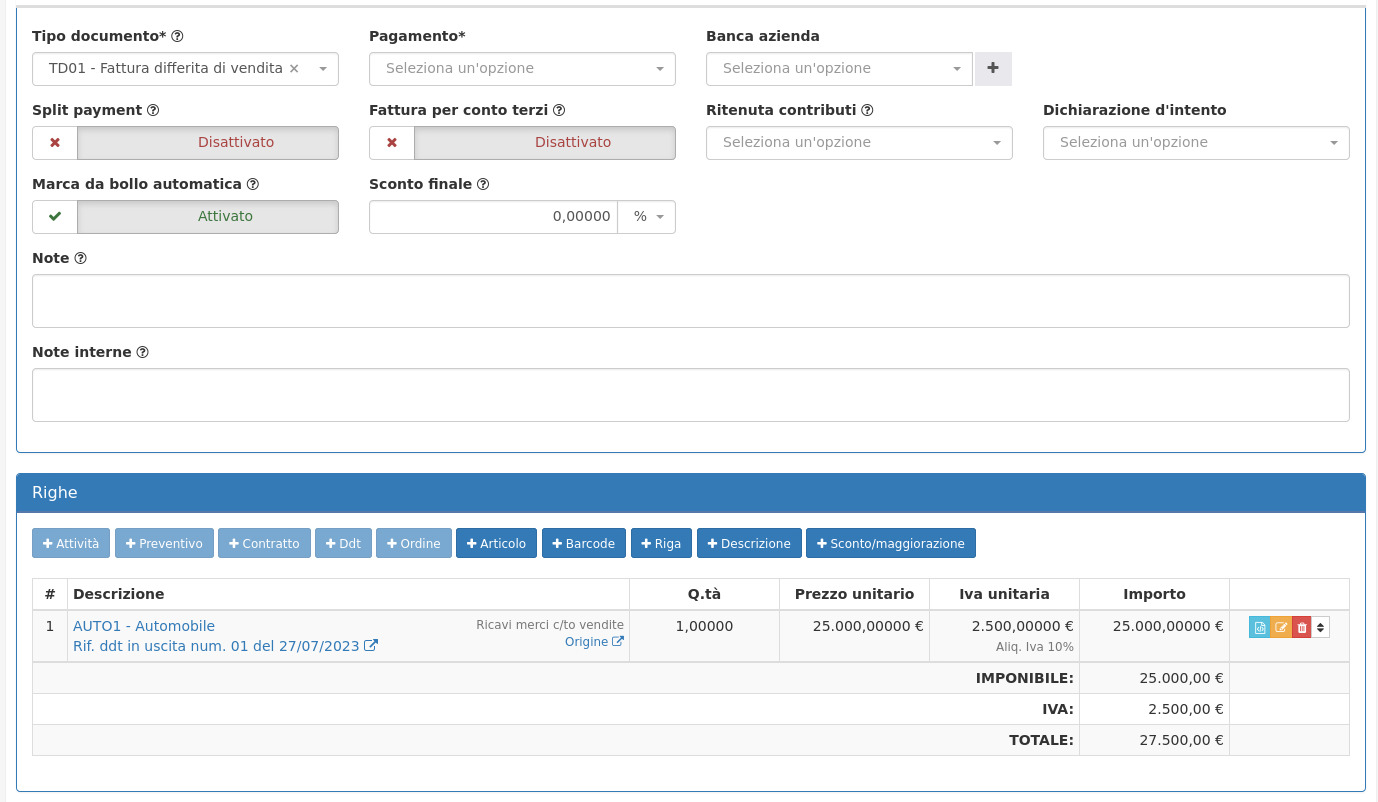 Tipo documento* Pagamento* Banca azienda
TD01 - Fattura differita di vendita × Seleziona un'opzione Seleziona un'opzione
Split payment Fattura per conto terzi Ritenuta contributi Dichiarazione d'intento
Disattivato Disattivato Seleziona un'opzione Seleziona un'opzione
Marca da bollo automatica Sconto finale
Attivato 0,00000 %
Note
Note interne
Righe
+ Attività + Preventivo + Contratto + Ddt + Ordine + Articolo + Barcode + Riga + Descrizione + Sconto/maggiorazione
# Descrizione Q.tà Prezzo unitario Iva unitaria Importo
1 AUTO1 - Automobile Ricavi merci c/to vendite 1,00000 25.000,00000 € 2.500,00000 € 25.000,00000 €
Rif. ddt in uscita num. 01 del 27/07/2023 Origine Aliq. Iva 10%
IMPONIBILE: 25.000,00 €
IVA: 2.500,00 €
TOTALE: 27.500,00 €